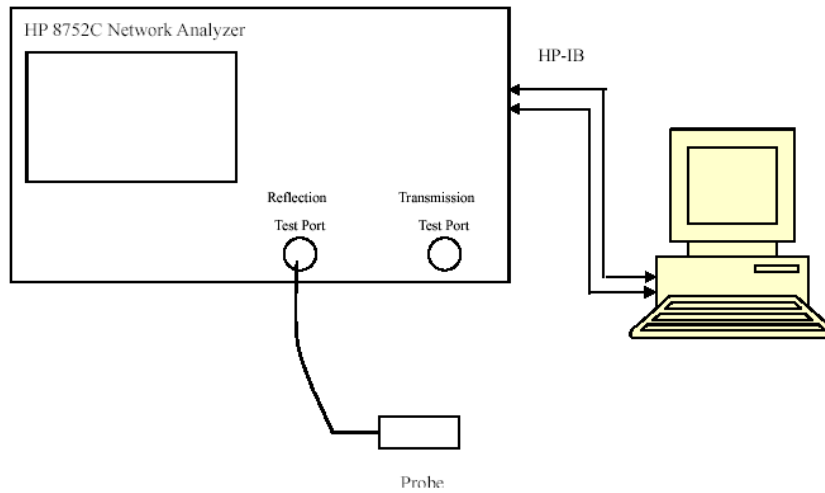 HP 8752C Network Analyzer
HP-IB
Reflection
Test Port
Transmission
Test Port
Probe